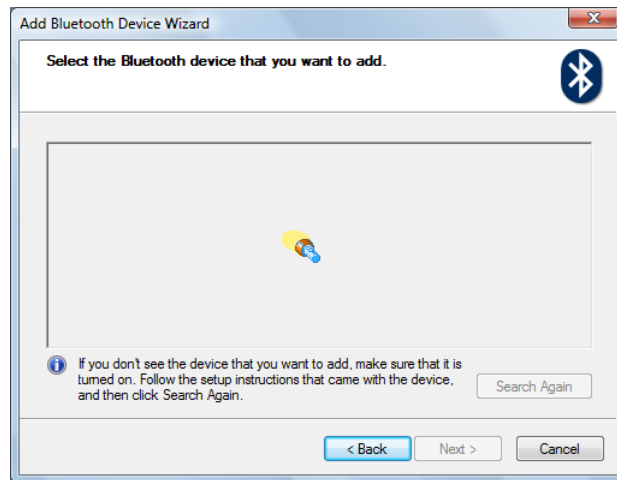 Add Bluetooth Device Wizard
Select the Bluetooth device that you want to add.
If you don't see the device that you want to add, make sure that it is
turned on. Follow the setup instructions that came with the device,
and then click Search Again.
Search Again
< Back
Next >
Cancel